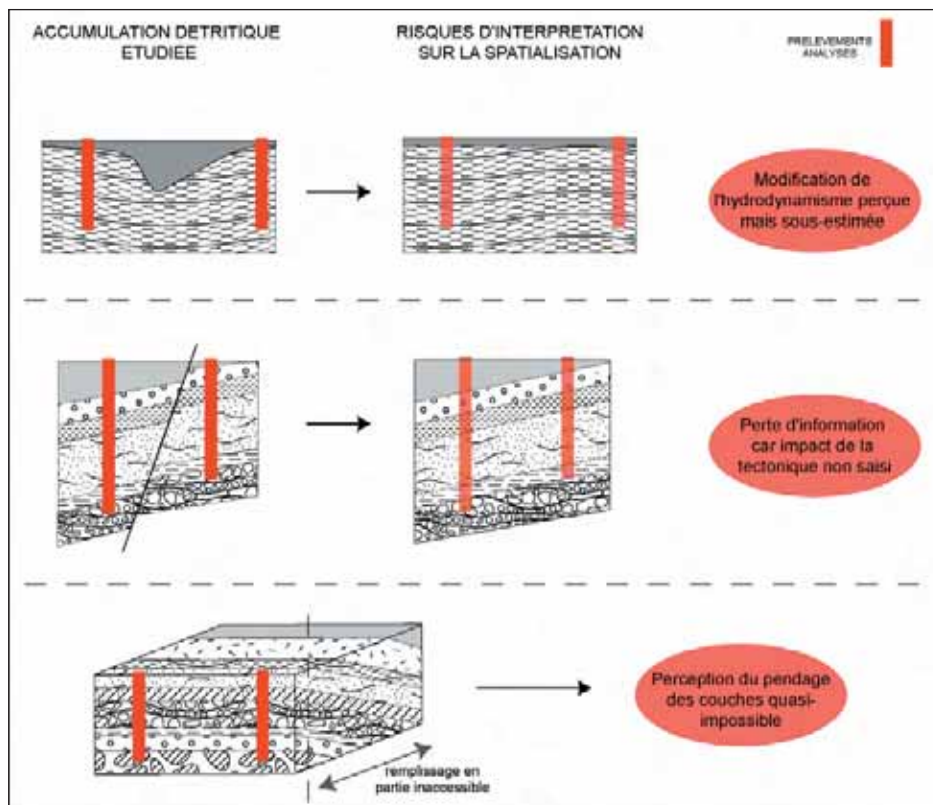 ACCUMULATION DETRITIQUE
ETUDIEE
RISQUES D'INTERPRETATION
SUR LA SPATIALISATION
PRELEVEMENTS
ANALYSES
Modification de
l'hydrodynamisme perçue
mais sous-estimée
Perte d'information
car impact de la
tectonique non saisi
Perception du pendage
des couches quasi-
impossible
remplissage en
partie inaccessible